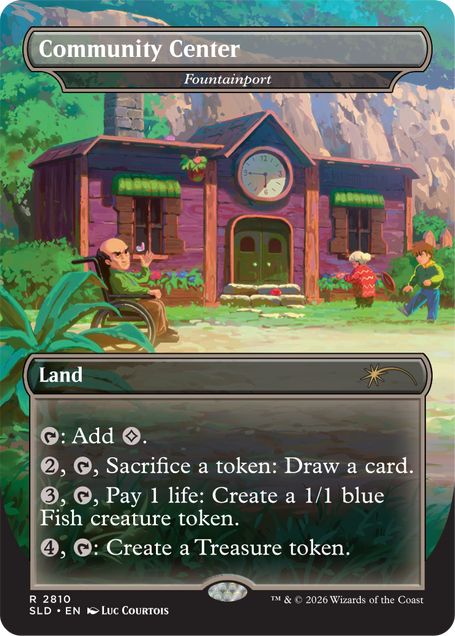 Community Center
Fountainport
Land
: Add .
2, , Sacrifice a token: Draw a card.
3, , Pay 1 life: Create a 1/1 blue
Fish creature token.
4, : Create a Treasure token.
R 2810
SLD • EN Luc Courtois
™ & © 2026 Wizards of the Coast